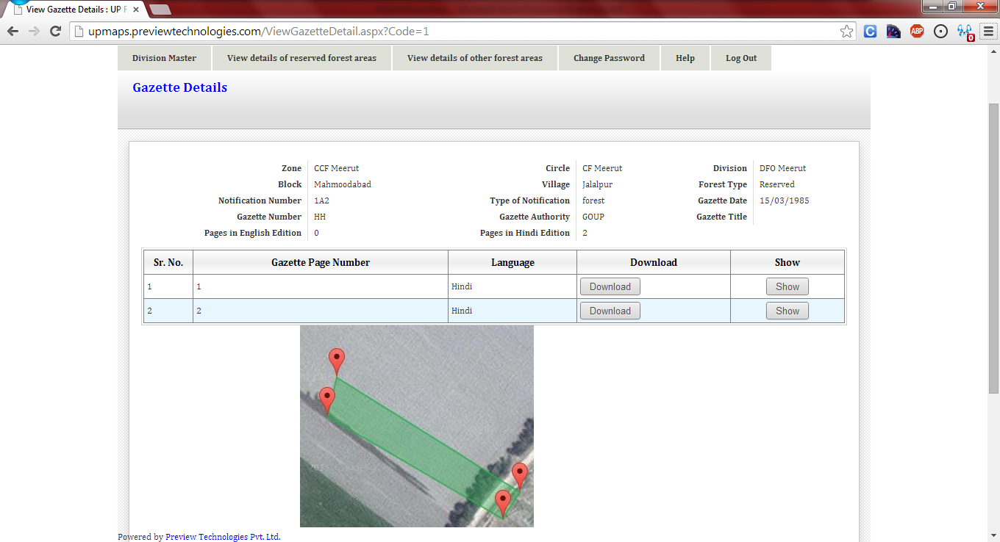 View Gazette Details : UP F
upmaps.previewtechnologies.com/ViewGazetteDetail.aspx?Code=1
C ABP 0
Division Master View details of reserved forest areas View details of other forest areas Change Password Help Log Out
Gazette Details
Zone CCF Meerut Circle CF Meerut Division DFO Meerut
Block Mahmoodabad Village Jalalpur Forest Type Reserved
Notification Number 1A2 Type of Notification forest Gazette Date 15/03/1985
Gazette Number HH Gazette Authority GOUP Gazette Title
Pages in English Edition 0 Pages in Hindi Edition 2
Sr. No. Gazette Page Number Language Download Show
1 1 Hindi Download Show
2 2 Hindi Download Show
Powered by Preview Technologies Pvt. Ltd.